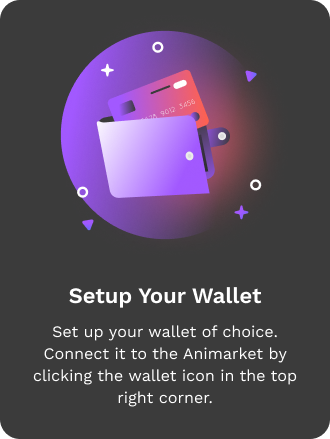 9012 3456
Setup Your Wallet
Set up your wallet of choice.
Connect it to the Animarket by
clicking the wallet icon in the top
right corner.